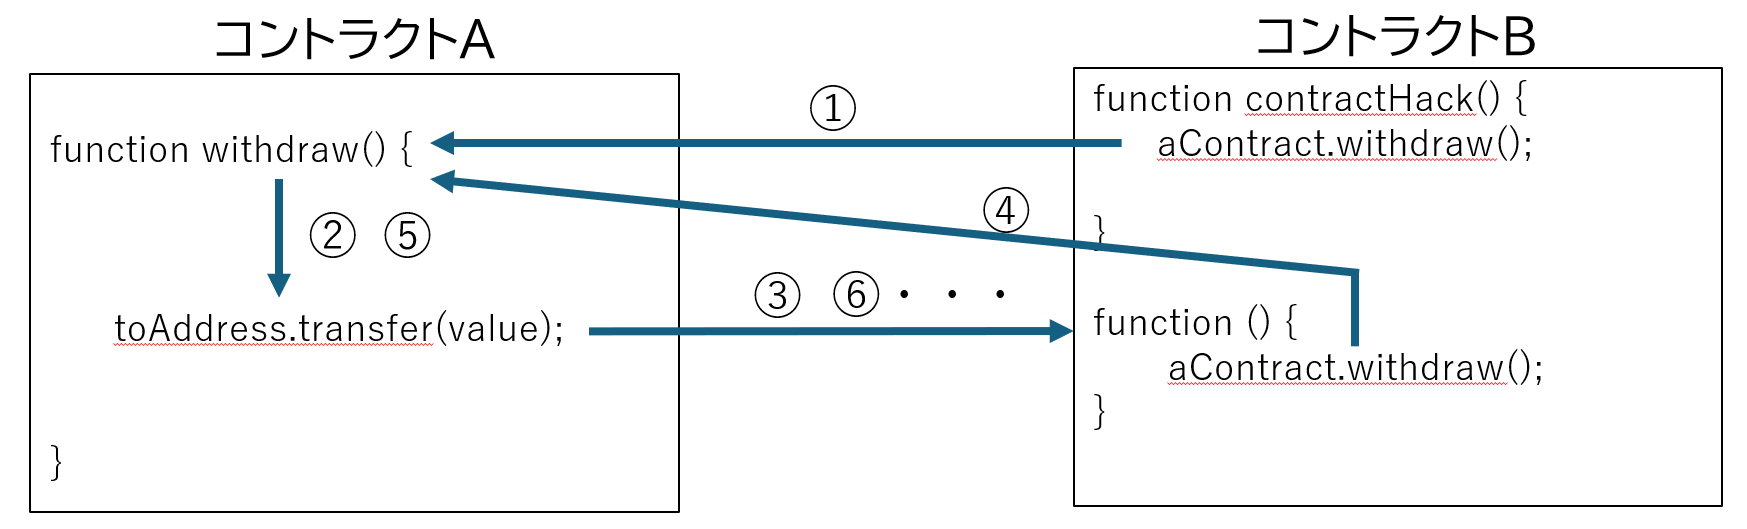 コントラクトA
function withdraw() {
② ⑤
toAddress.transfer(value);
}
①
④
③ ⑥・・・
コントラクトB
function contractHack() {
aContract.withdraw();
}
function () {
aContract.withdraw();
}